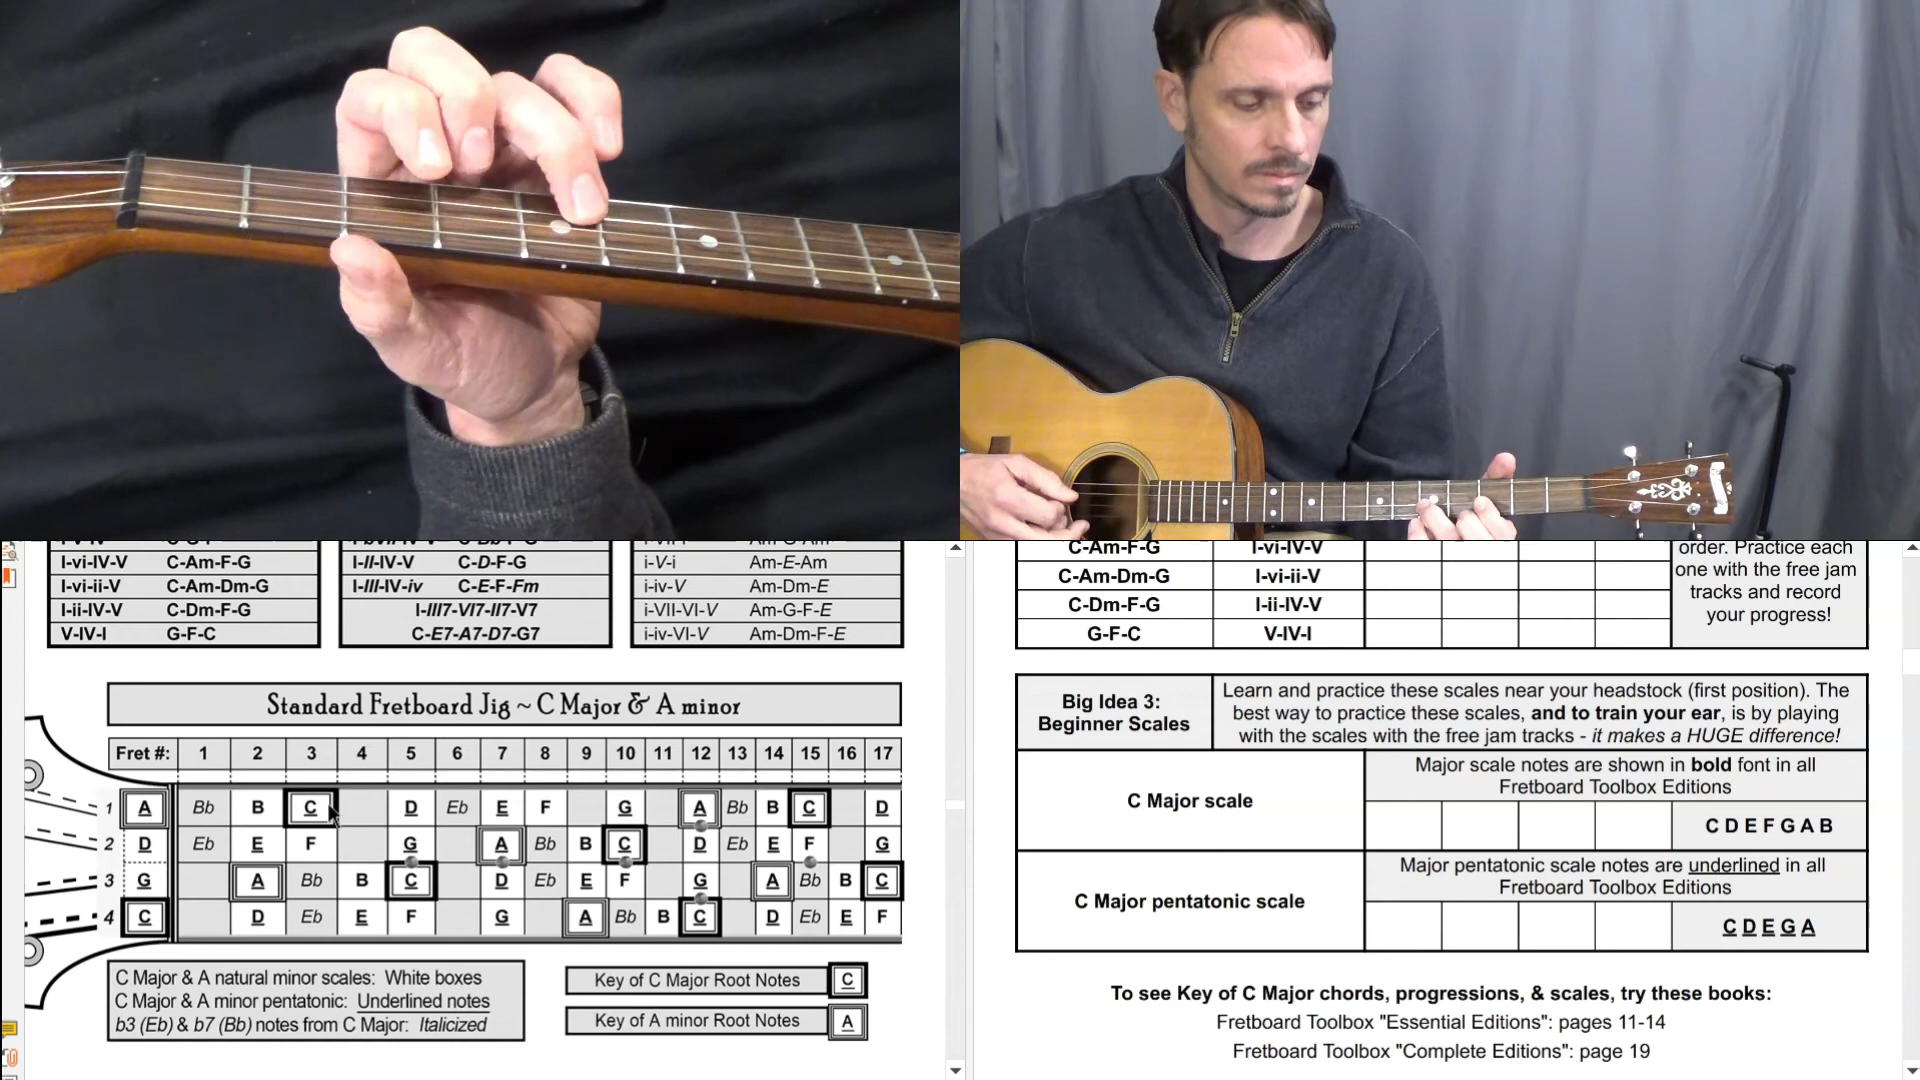 I-vi-IV-V C-Am-F-G
I-vi-ii-V C-Am-Dm-G
I-ii-IV-V C-Dm-F-G
V-IV-I G-F-C
I-II-IV-V C-D-F-G
I-III-IV-iv C-E-F-Fm
I-III7-VI7-II7-V7
C-E7-A7-D7-G7
i-V-i Am-E-Am
i-iv-V Am-Dm-E
i-VII-VI-V Am-G-F-E
i-iv-VI-V Am-Dm-F-E
Standard Fretboard Jig ~ C Major & A minor
Fret #: 1 2 3 4 5 6 7 8 9 10 11 12 13 14 15 16 17
1 A Bb B C D Eb E F G A Bb B C D
2 D Eb E F G A Bb B C D Eb E F G
3 G A Bb B C D Eb E F G A Bb B C
4 C D Eb E F G A Bb B C D Eb E F
C Major & A natural minor scales: White boxes
C Major & A minor pentatonic: Underlined notes
b3 (Eb) & b7 (Bb) notes from C Major: Italicized
Key of C Major Root Notes C
Key of A minor Root Notes A
C-Am-F-G I-vi-IV-V
C-Am-Dm-G I-vi-ii-V
C-Dm-F-G I-ii-IV-V
G-F-C V-IV-I
order. Practice each
one with the free jam
tracks and record
your progress!
Big Idea 3:
Beginner Scales
Learn and practice these scales near your headstock (first position). The
best way to practice these scales, and to train your ear, is by playing
with the scales with the free jam tracks - it makes a HUGE difference!
C Major scale
Major scale notes are shown in bold font in all
Fretboard Toolbox Editions
C D E F G A B
C Major pentatonic scale
Major pentatonic scale notes are underlined in all
Fretboard Toolbox Editions
C D E G A
To see Key of C Major chords, progressions, & scales, try these books:
Fretboard Toolbox "Essential Editions": pages 11-14
Fretboard Toolbox "Complete Editions": page 19